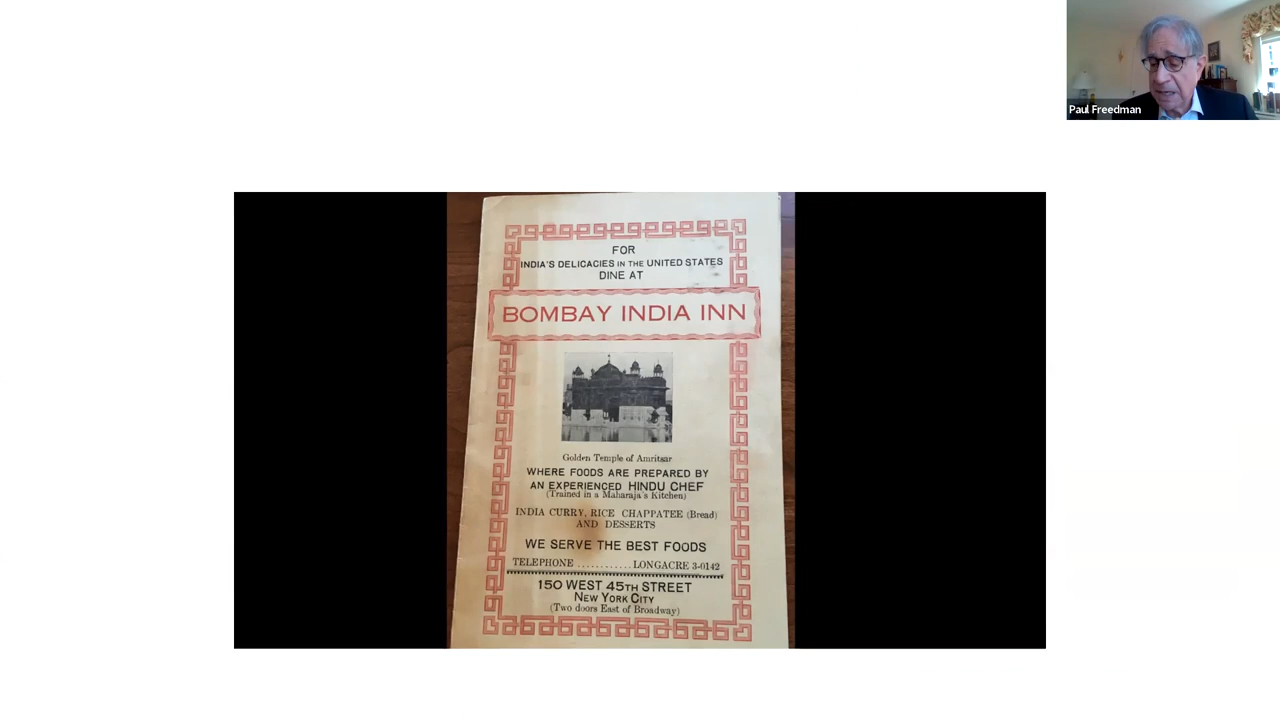 Paul Freedman
FOR
INDIA'S DELICACIES IN THE UNITED STATES
DINE AT
BOMBAY INDIA INN
Golden Temple of Amritsar
WHERE FOODS ARE PREPARED BY
AN EXPERIENCED HINDU CHEF
(Trained in a Maharaja's Kitchen)
INDIA CURRY, RICE CHAPPATEE (Bread)
AND DESSERTS
WE SERVE THE BEST FOODS
TELEPHONE ........... LONGACRE 3-0142
150 WEST 45TH STREET
NEW YORK CITY
(Two doors East of Broadway)